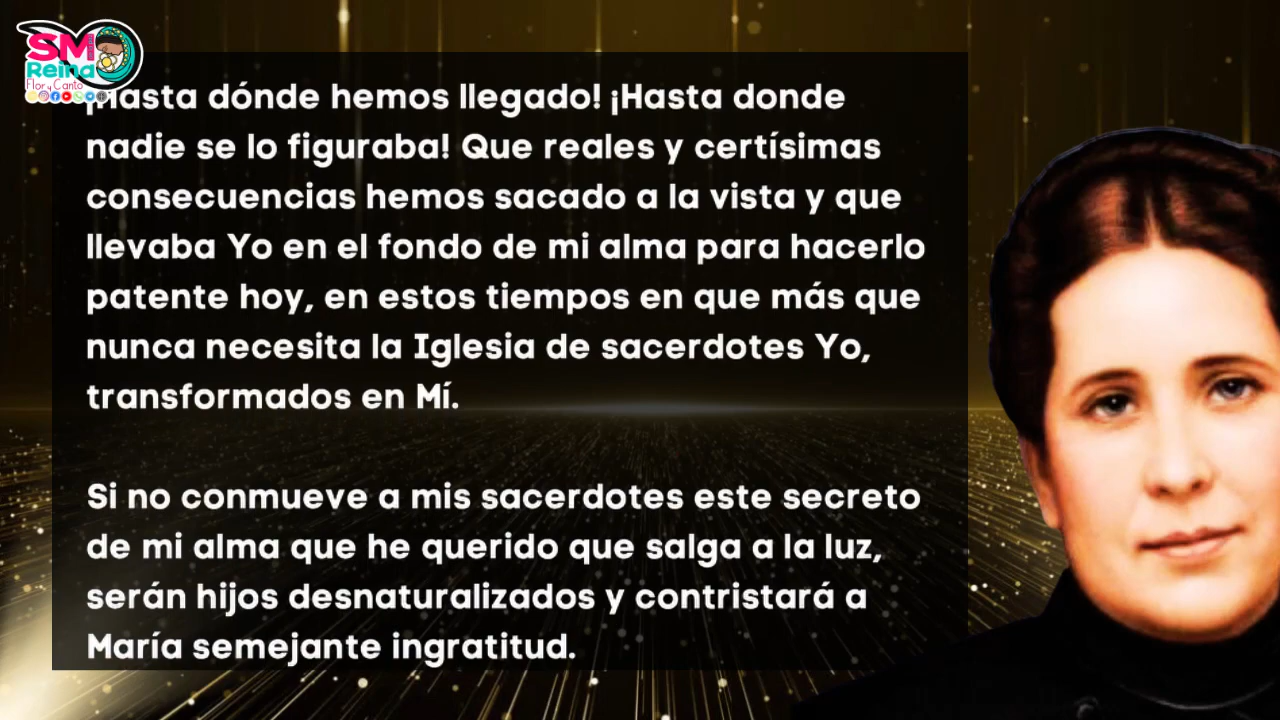 SM
Reina
Flor y Canto
¡Hasta dónde hemos llegado! ¡Hasta donde
nadie se lo figuraba! Que reales y certísimas
consecuencias hemos sacado a la vista y que
llevaba Yo en el fondo de mi alma para hacerlo
patente hoy, en estos tiempos en que más que
nunca necesita la Iglesia de sacerdotes Yo,
transformados en Mí.
Si no conmueve a mis sacerdotes este secreto
de mi alma que he querido que salga a la luz,
serán hijos desnaturalizados y contristará a
María semejante ingratitud.